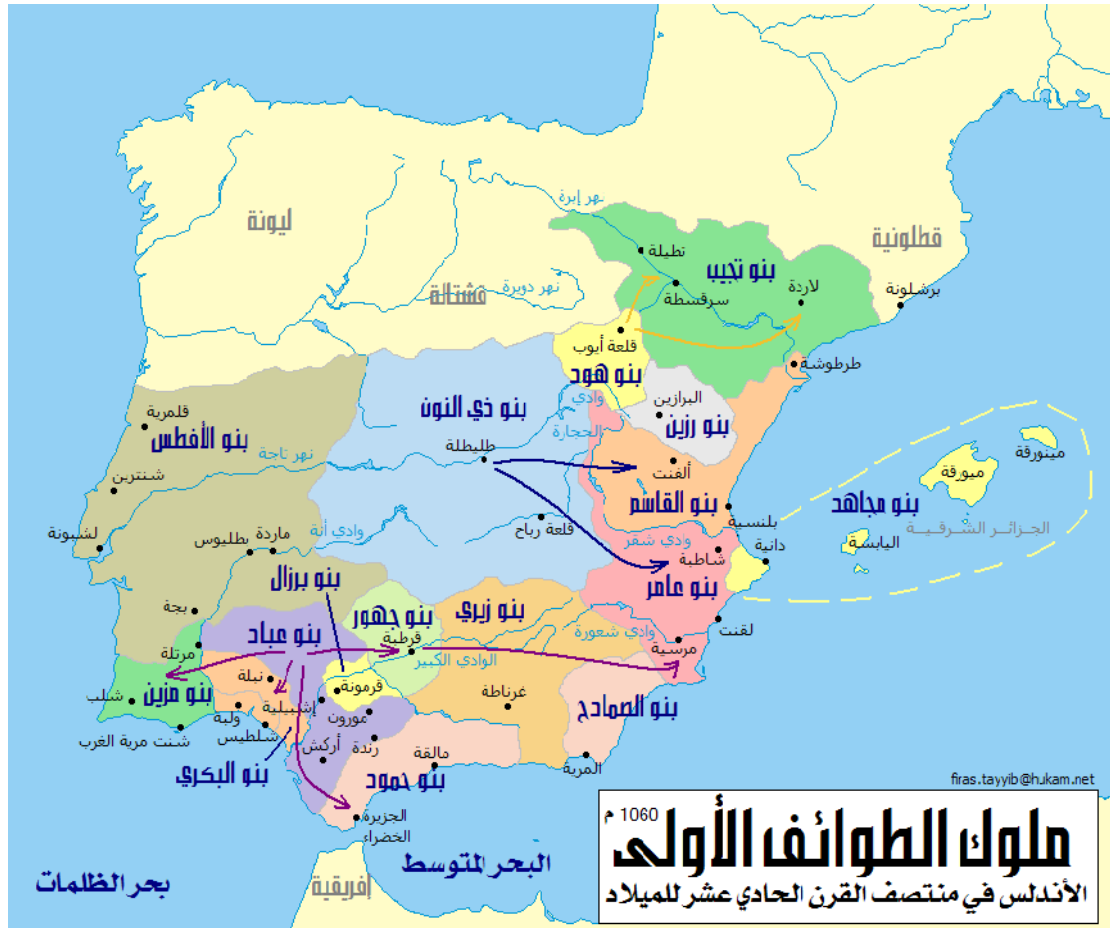 نهر إبرة
ليونة
قطلونية
تطيلة
بنو تجيب
نهر دويرة
قشتالة
سرقسطة
لاردة
برشلونة
قلعة أيوب
طرطوشة
بنو هود
وادي
الحجارة
البرازين
بنو رزين
بنو ذي النون
قلمرية
بنو الأفطس
نهر تاجة
طليطلة
ألفنت
مينورقة
ميورقة
شنترين
بنو القاسم
بنو مجاهد
بلنسية
الجزائر الشرقية
لشبونة
ماردة
بطليوس
وادي أنة
قلعة رباح
وادي شقر
شاطبة
دانية
اليابسة
بنو برزال
بنو عامر
بجة
بنو جهور
بنو زيري
بنو عباد
قرطبة
وادي شعورة
لقنت
مرتلة
الوادي الكبير
مرسية
نبلة
شلب
بنو مزين
قرمونة
غرناطة
إشبيلية
ولبة
مورون
بنو الصمادح
شلطيس
شنت مرية الغرب
أركش
رندة
مالقة
المرية
بنو البكري
بنو حمود
firas.tayyib@hukam.net
الجزيرة
الخضراء
1060 م
ملوك الطوائف الأولى
الأندلس في منتصف القرن الحادي عشر للميلاد
البحر المتوسط
بحر الظلمات
إفريقية